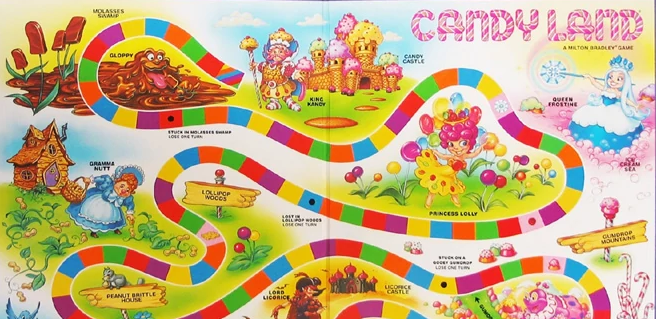 MOLASSES
SWAMP
CANDY LAND
A MILTON BRADLEY GAME
GLOPPY
CANDY
CASTLE
KING
KANDY
QUEEN
FROSTINE
STUCK IN MOLASSES SWAMP
LOSE ONE TURN
GRAMMA
NUTT
ICE
CREAM
SEA
LOLLIPOP
WOODS
PRINCESS LOLLY
LOST IN
LOLLIPOP WOODS
LOSE ONE TURN
GUMDROP
MOUNTAINS
STUCK ON A
GOOEY GUMDROP
LOSE ONE TURN
PEANUT BRITTLE
HOUSE
LORD
LICORICE
LICORICE
CASTLE